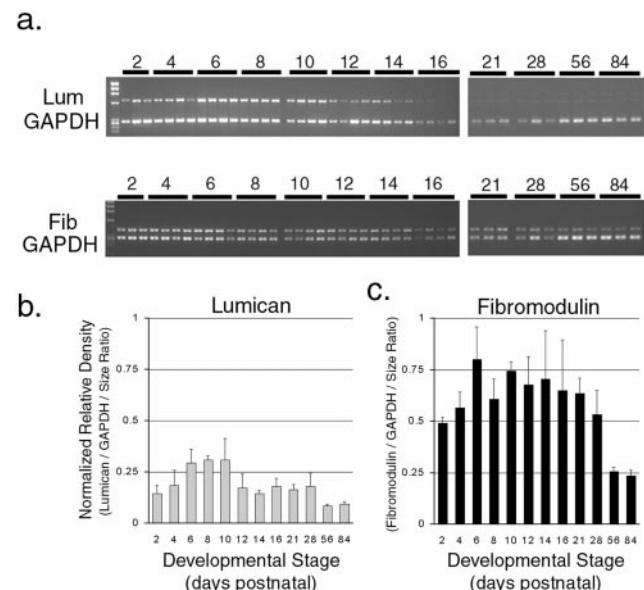 a.
2 4 6 8 10 12 14 16 21 28 56 84
Lum
GAPDH
2 4 6 8 10 12 14 16 21 28 56 84
Fib
GAPDH
b.
Lumican
Normalized Relative Density
(Lumican / GAPDH / Size Ratio)
1
0.75
0.5
0.25
0
2 4 6 8 10 12 14 16 21 28 56 84
Developmental Stage
(days postnatal)
c.
Fibromodulin
(Fibromodulin / GAPDH / Size Ratio)
1
0.75
0.5
0.25
0
2 4 6 8 10 12 14 16 21 28 56 84
Developmental Stage
(days postnatal)